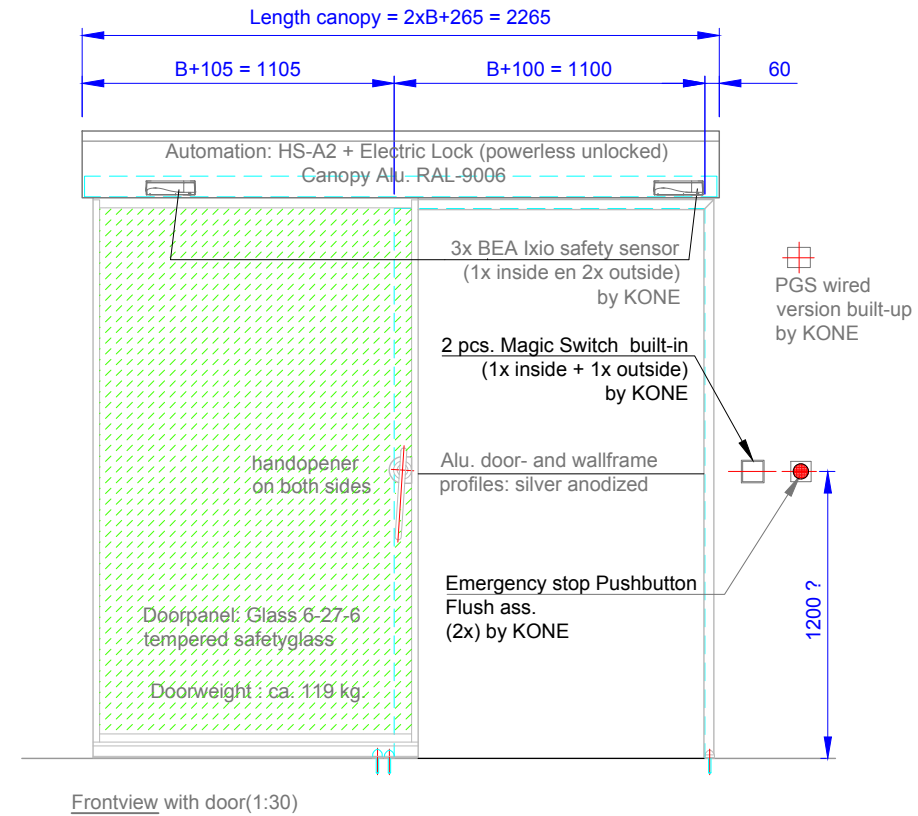 Length canopy = 2xB+265 = 2265
B+105 = 1105
B+100 = 1100
60
Automation: HS-A2 + Electric Lock (powerless unlocked)
Canopy Alu. RAL-9006
3x BEA Ixio safety sensor
(1x inside en 2x outside)
by KONE
PGS wired
version built-up
by KONE
2 pcs. Magic Switch built-in
(1x inside + 1x outside)
by KONE
handopener
on both sides
Alu. door- and wallframe
profiles: silver anodized
Emergency stop Pushbutton
Flush ass.
(2x) by KONE
1200 ?
Doorpanel: Glass 6-27-6
tempered safetyglass
Doorweight : ca. 119 kg.
Frontview with door(1:30)